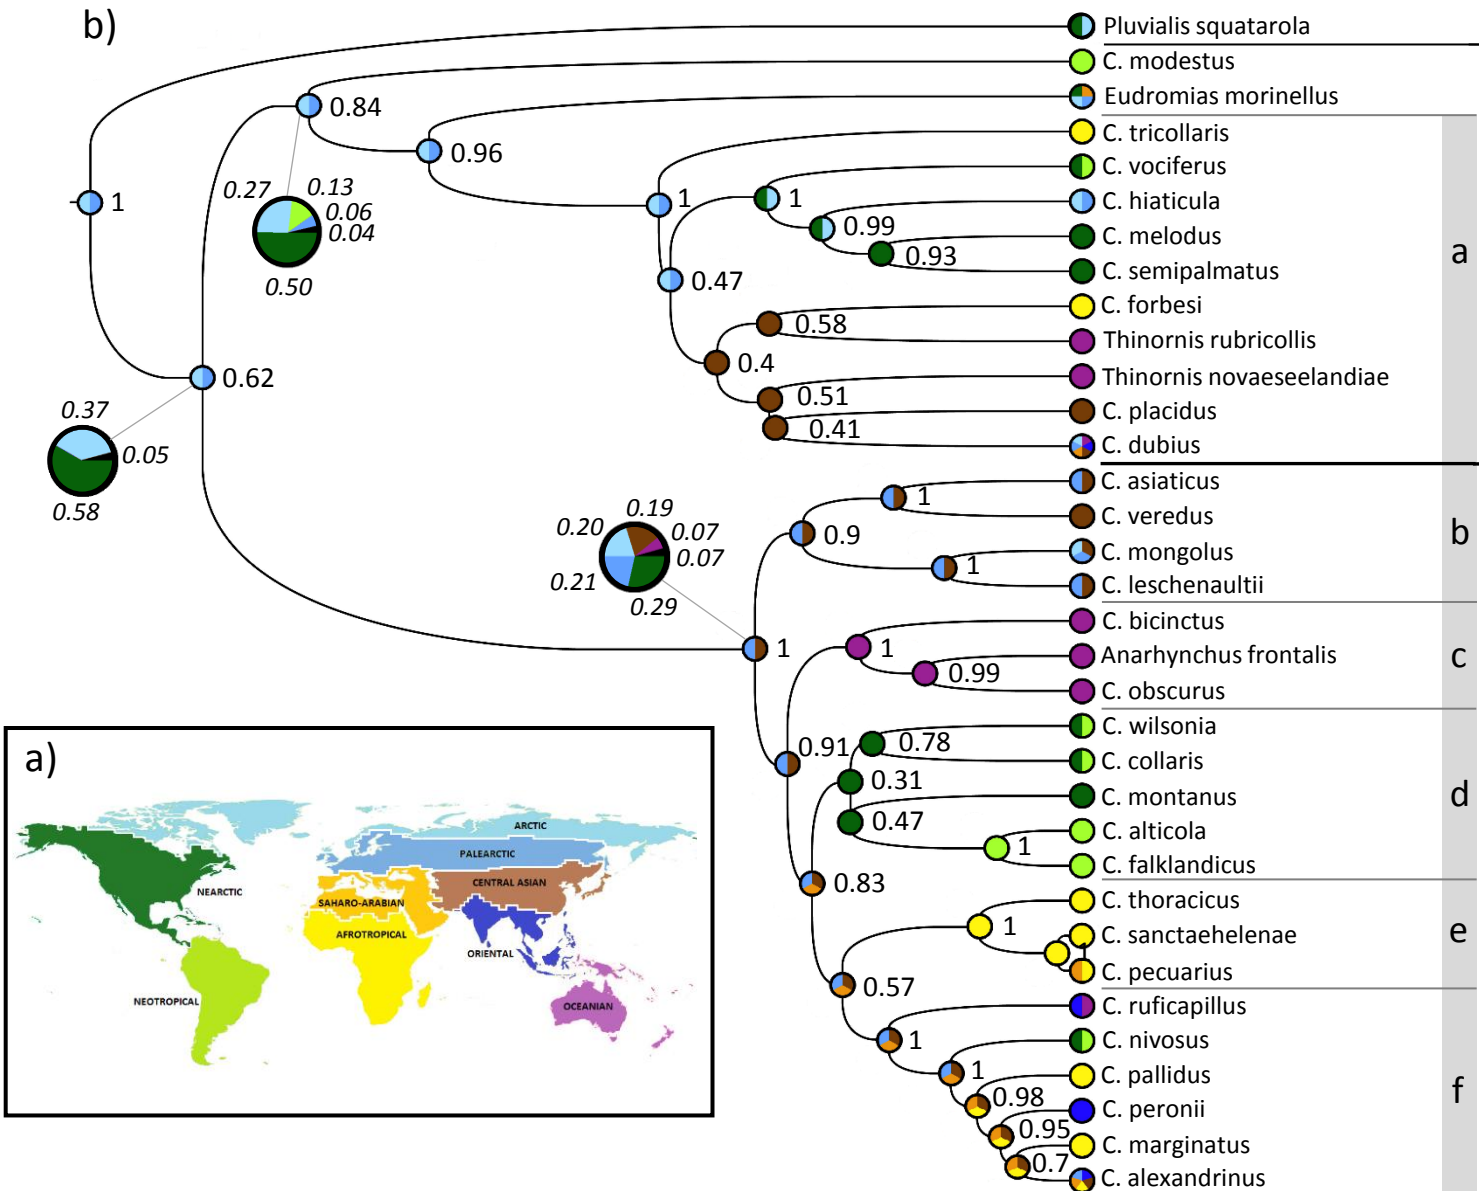 b)
Pluvialis squatarola
C. modestus
Eudromias morinellus
C. tricollaris
C. vociferus
C. hiaticula
C. melodus
C. semipalmatus
C. forbesi
Thinornis rubricollis
Thinornis novaeseelandiae
C. placidus
C. dubius
a
C. asiaticus
C. veredus
C. mongolus
C. leschenaultii
b
C. bicinctus
Anarhynchus frontalis
C. obscurus
c
C. wilsonia
C. collaris
C. montanus
C. alticola
C. falklandicus
d
C. thoracicus
C. sanctaehelenae
C. pecuarius
e
C. ruficapillus
C. nivosus
C. pallidus
C. peronii
C. marginatus
C. alexandrinus
f
1
0.84
0.96
0.27
0.13
0.06
0.04
0.50
0.62
0.37
0.05
0.58
1
1
0.99
0.93
0.47
0.58
0.4
0.51
0.41
0.20
0.19
0.07
0.07
0.21
0.29
1
0.9
1
1
1
0.99
0.91
0.78
0.31
0.47
1
0.83
1
0.57
1
1
0.98
0.95
0.7
a)
ARCTIC
PALEARCTIC
NEARCTIC
CENTRAL ASIAN
SAHARO-ARABIAN
AFROTROPICAL
ORIENTAL
NEOTROPICAL
OCEANIAN